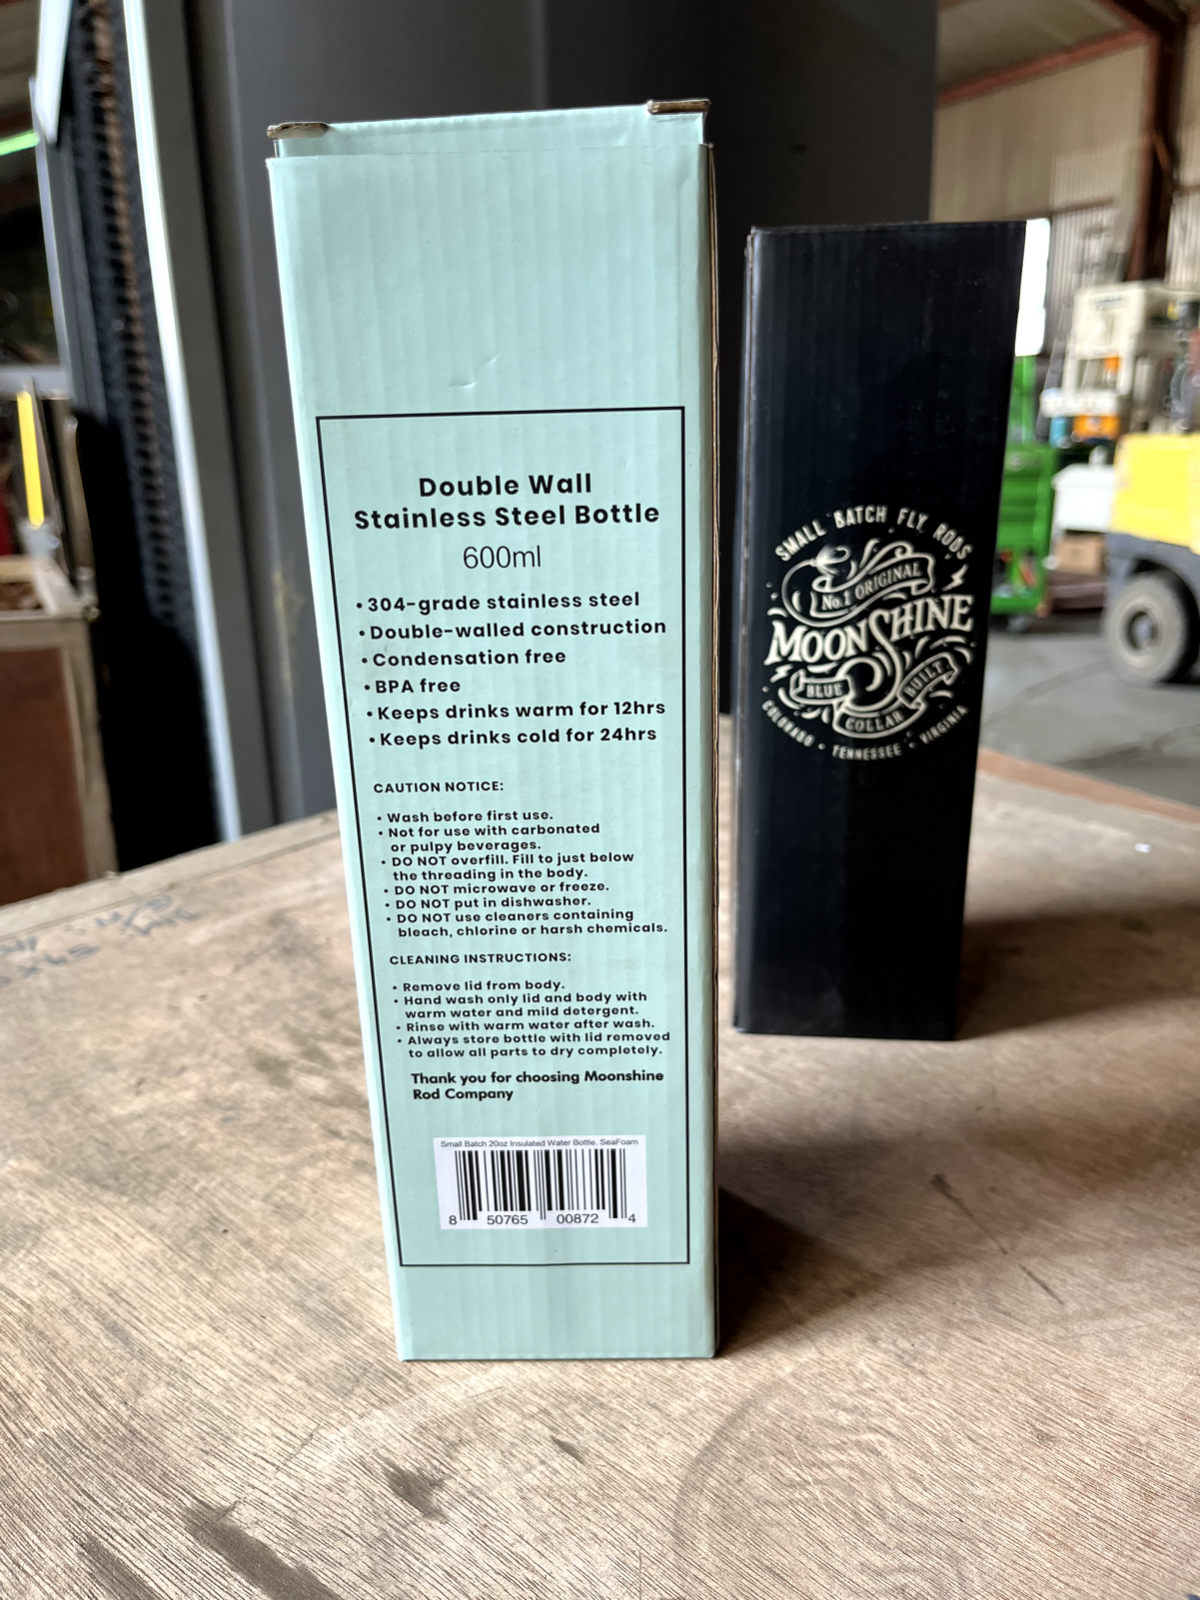 Double Wall
Stainless Steel Bottle
600ml
• 304-grade stainless steel
• Double-walled construction
• Condensation free
• BPA free
• Keeps drinks warm for 12hrs
• Keeps drinks cold for 24hrs
CAUTION NOTICE:
• Wash before first use.
• Not for use with carbonated
or pulpy beverages.
• DO NOT overfill. Fill to just below
the threading in the body.
• DO NOT microwave or freeze.
• DO NOT put in dishwasher.
• DO NOT use cleaners containing
bleach, chlorine or harsh chemicals.
CLEANING INSTRUCTIONS:
• Remove lid from body.
• Hand wash only lid and body with
warm water and mild detergent.
• Rinse with warm water after wash.
• Always store bottle with lid removed
to allow all parts to dry completely.
Thank you for choosing Moonshine
Rod Company
Small Batch 20oz Insulated Water Bottle. SeaFoam
8 50765 00872 4
SMALL BATCH FLY RODS
No.1 ORIGINAL
MOONSHINE
BLUE COLLAR BUILT
COLORADO • TENNESSEE • VIRGINIA